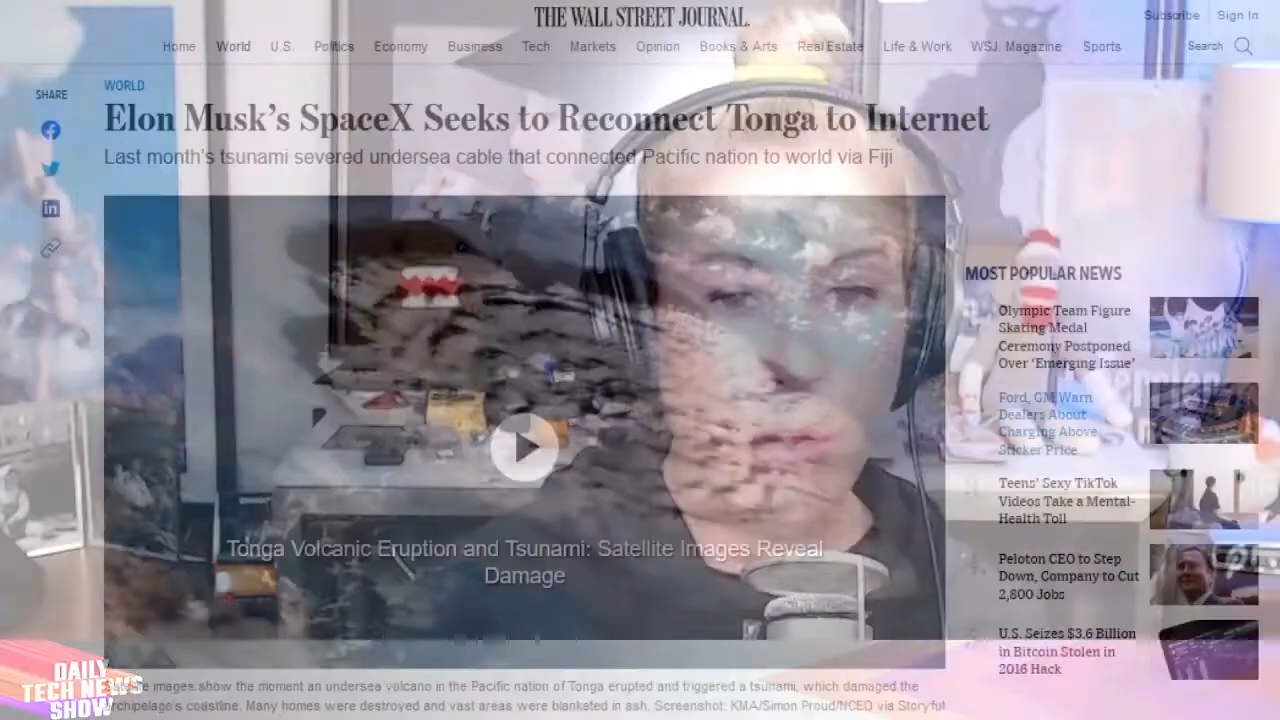 THE WALL STREET JOURNAL.
Subscribe Sign In
Home World U.S. Politics Economy Business Tech Markets Opinion Books & Arts Real Estate Life & Work WSJ. Magazine Sports Search
SHARE
WORLD
Elon Musk's SpaceX Seeks to Reconnect Tonga to Internet
Last month's tsunami severed undersea cable that connected Pacific nation to world via Fiji
Tonga Volcanic Eruption and Tsunami: Satellite Images Reveal
Damage
images show the moment an undersea volcano in the Pacific nation of Tonga erupted and triggered a tsunami, which damaged the
archipelago's coastline. Many homes were destroyed and vast areas were blanketed in ash. Screenshot: KMA/Simon Proud/NCEO via Storyful
MOST POPULAR NEWS
Olympic Team Figure
Skating Medal
Ceremony Postponed
Over 'Emerging Issue'
Ford, GM Warn
Dealers About
Charging Above
Sticker Price
Teens' Sexy TikTok
Videos Take a Mental-
Health Toll
Peloton CEO to Step
Down, Company to Cut
2,800 Jobs
U.S. Seizes $3.6 Billion
in Bitcoin Stolen in
2016 Hack
DAILY
TECH NEWS
SHOW